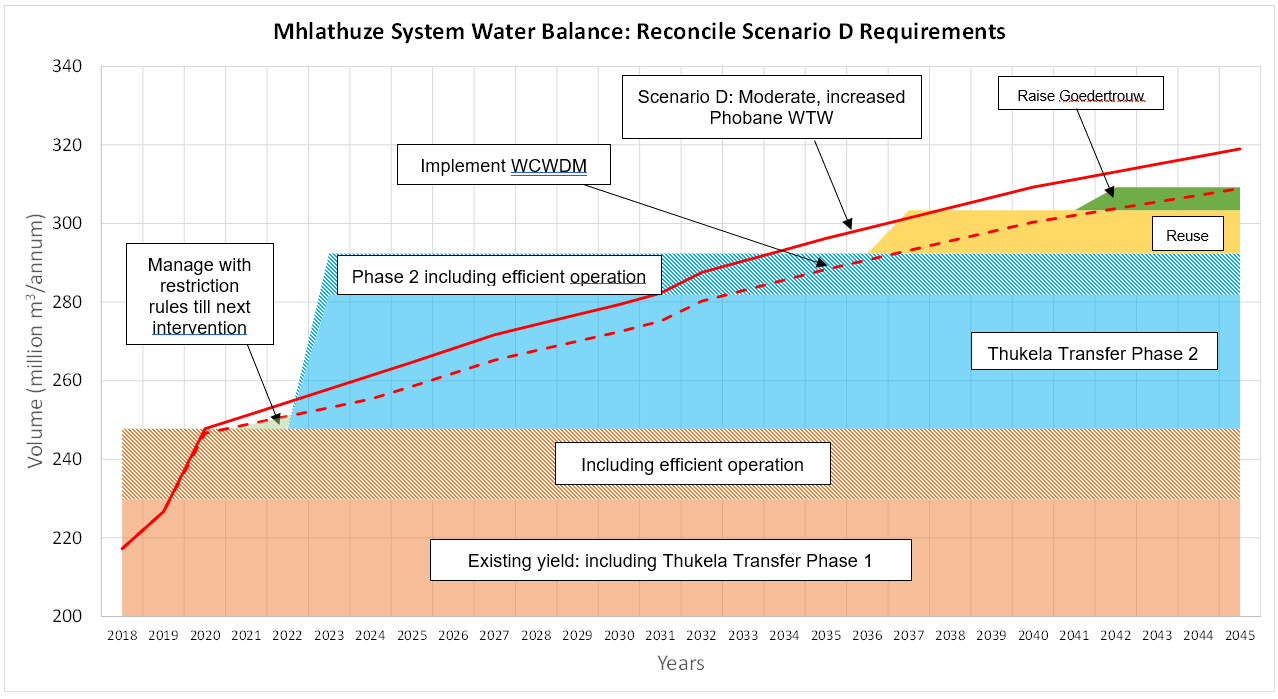 Mhlathuze System Water Balance: Reconcile Scenario D Requirements
Volume (million m³/annum)
340
320
300
280
260
240
220
200
Scenario D: Moderate, increased
Phobane WTW
Raise Goedertrouw
Implement WCWDM
Manage with
restriction
rules till next
intervention
Reuse
Phase 2 including efficient operation
Thukela Transfer Phase 2
Including efficient operation
Existing yield: including Thukela Transfer Phase 1
2018 2019 2020 2021 2022 2023 2024 2025 2026 2027 2028 2029 2030 2031 2032 2033 2034 2035 2036 2037 2038 2039 2040 2041 2042 2043 2044 2045
Years